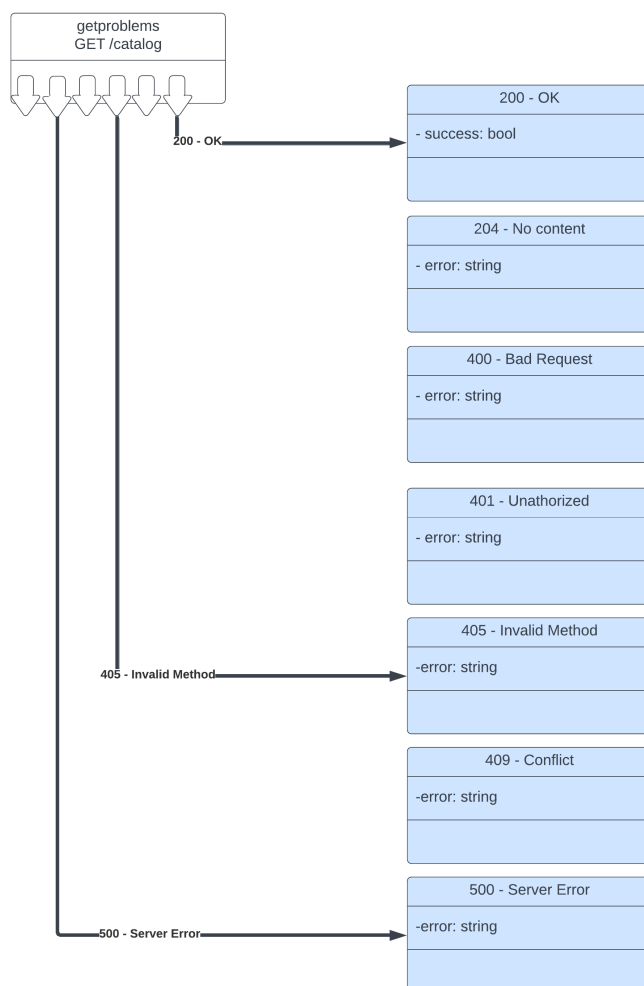 getproblems
GET /catalog
200 - OK
- success: bool
200 - OK
204 - No content
- error: string
400 - Bad Request
- error: string
401 - Unathorized
- error: string
405 - Invalid Method
-error: string
405 - Invalid Method
409 - Conflict
-error: string
500 - Server Error
-error: string
500 - Server Error